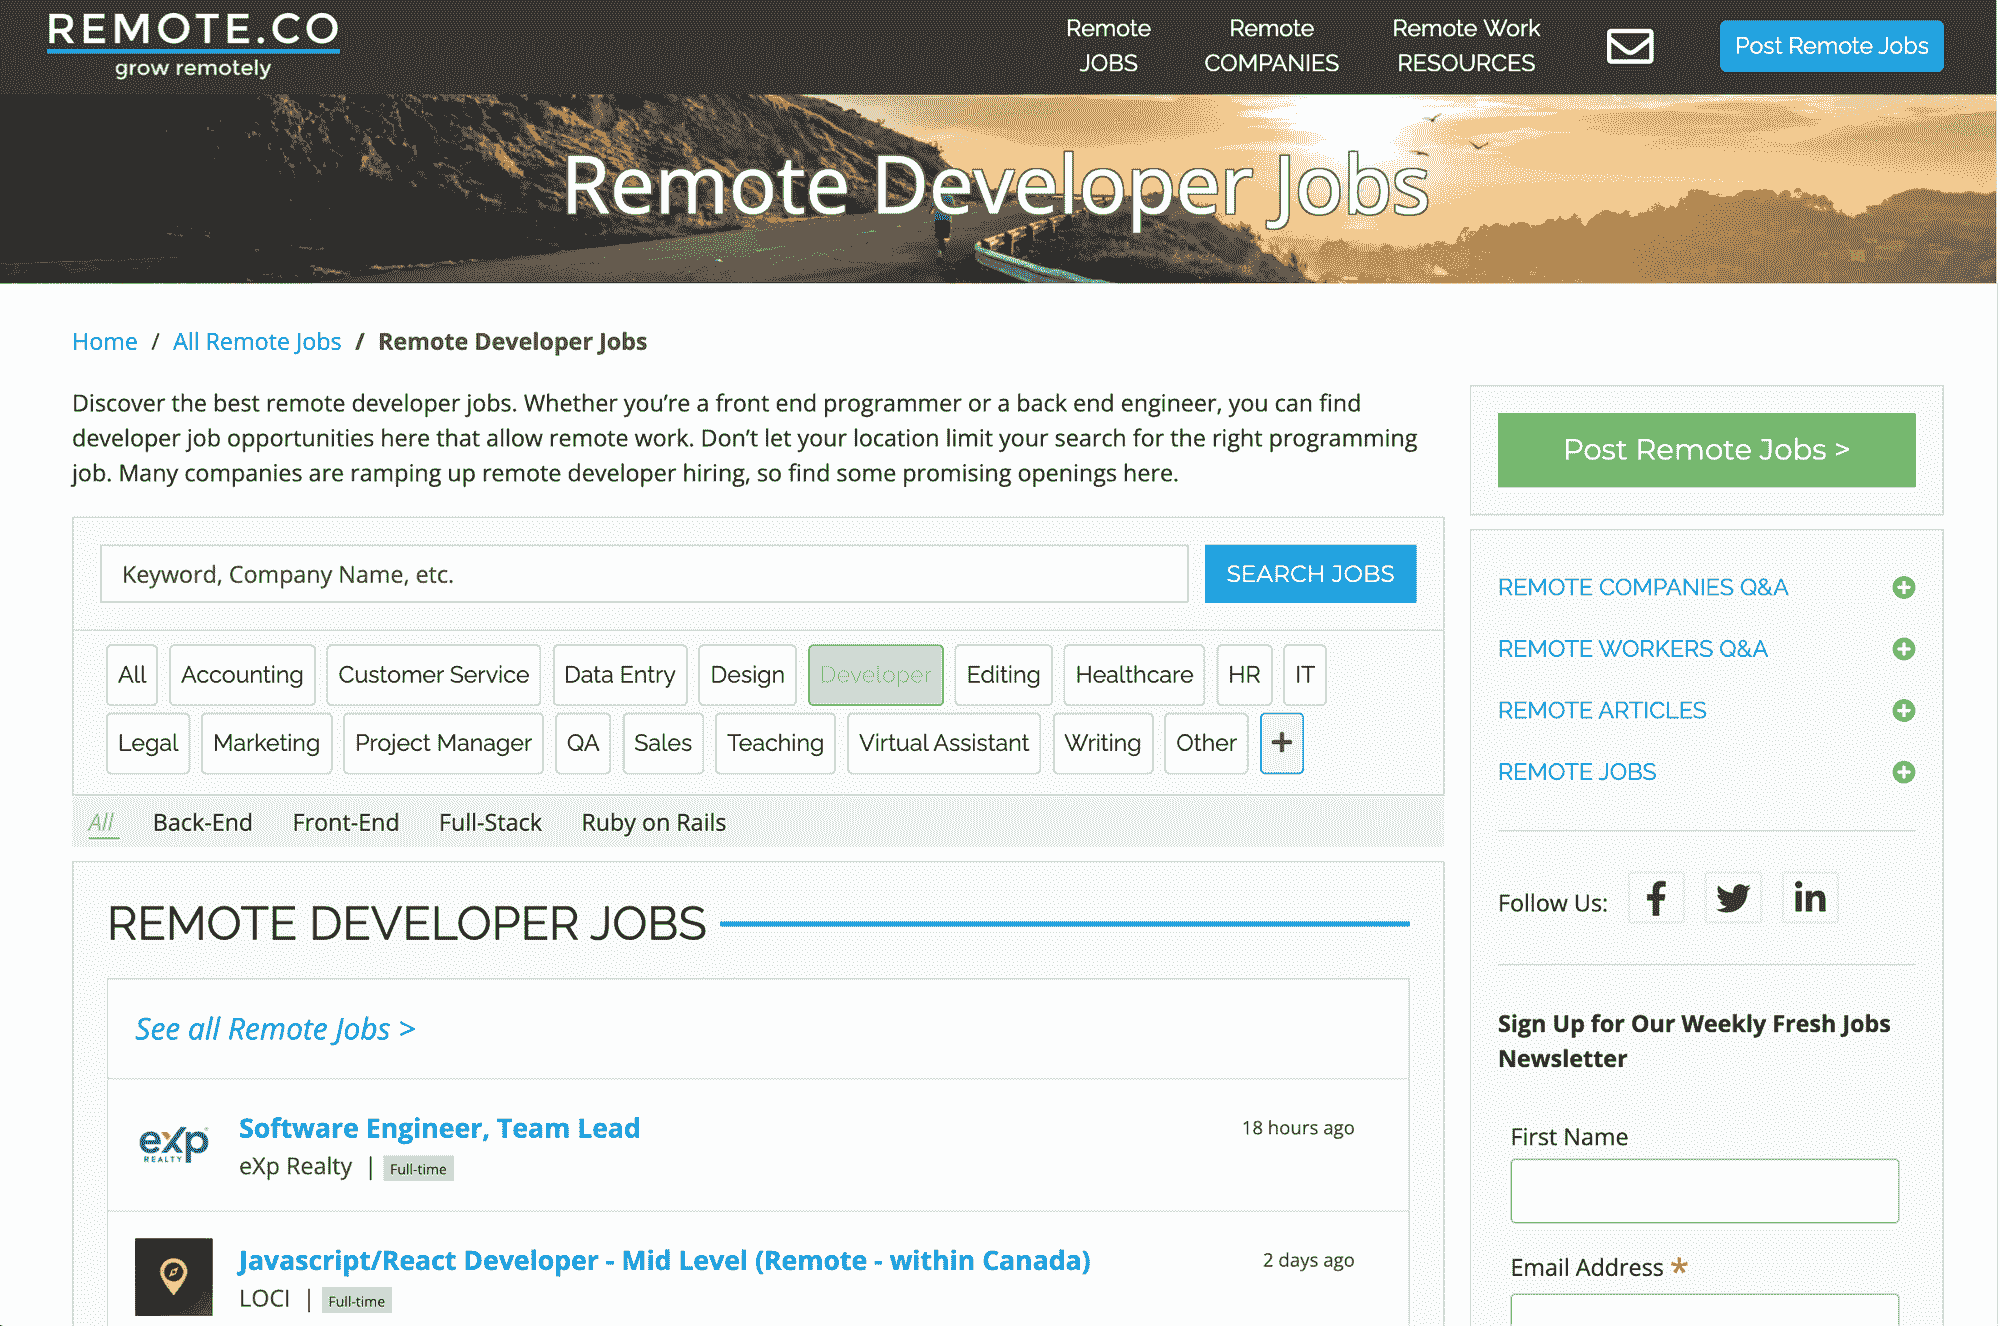 REMOTE.CO
grow remotely
Remote
JOBS
Remote
COMPANIES
Remote Work
RESOURCES
Post Remote Jobs
Remote Developer Jobs
Home / All Remote Jobs / Remote Developer Jobs
Discover the best remote developer jobs. Whether you’re a front end programmer or a back end engineer, you can find
developer job opportunities here that allow remote work. Don’t let your location limit your search for the right programming
job. Many companies are ramping up remote developer hiring, so find some promising openings here.
Keyword, Company Name, etc.
SEARCH JOBS
All Accounting Customer Service Data Entry Design Developer Editing Healthcare HR IT
Legal Marketing Project Manager QA Sales Teaching Virtual Assistant Writing Other +
All Back-End Front-End Full-Stack Ruby on Rails
REMOTE DEVELOPER JOBS
See all Remote Jobs >
exp
REALTY
Software Engineer, Team Lead
18 hours ago
eXp Realty | Full-time
Javascript/React Developer - Mid Level (Remote - within Canada)
2 days ago
LOCI | Full-time
Post Remote Jobs >
REMOTE COMPANIES Q&A
REMOTE WORKERS Q&A
REMOTE ARTICLES
REMOTE JOBS
Follow Us:
Sign Up for Our Weekly Fresh Jobs
Newsletter
First Name
Email Address *